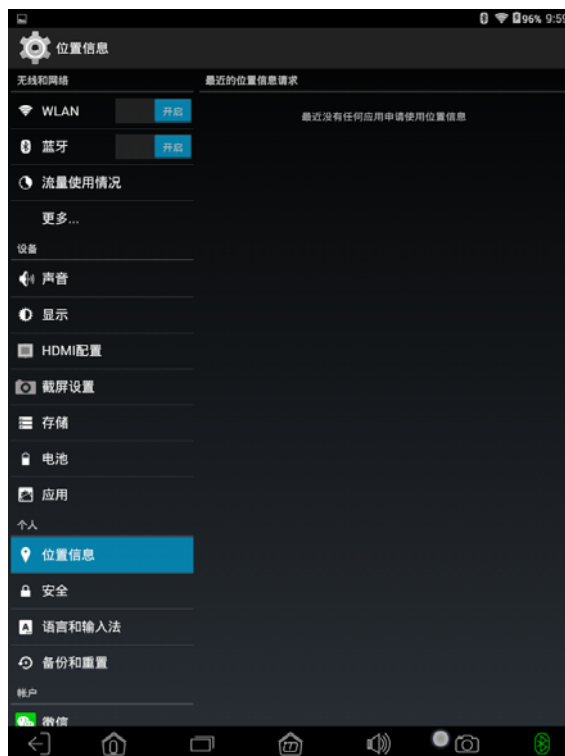 96% 9:59
位置信息
无线和网络
WLAN 开启
蓝牙 开启
流量使用情况
更多...
设备
声音
显示
HDMI配置
截屏设置
存储
电池
应用
个人
位置信息
安全
语言和输入法
备份和重置
帐户
微信
最近的位置信息请求
最近没有任何应用申请使用位置信息